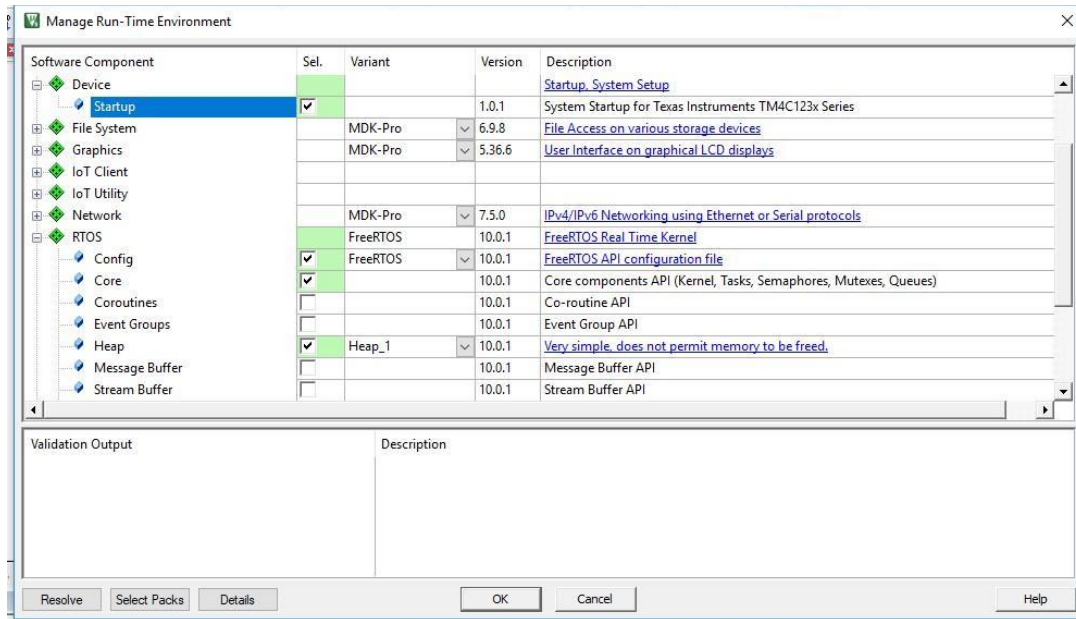 Manage Run-Time Environment
Software Component Sel. Variant Version Description
Device Startup, System Setup
Startup 1.0.1 System Startup for Texas Instruments TM4C123x Series
File System MDK-Pro 6.9.8 File Access on various storage devices
Graphics MDK-Pro 5.36.6 User Interface on graphical LCD displays
IoT Client
IoT Utility
Network MDK-Pro 7.5.0 IPv4/IPv6 Networking using Ethernet or Serial protocols
RTOS FreeRTOS 10.0.1 FreeRTOS Real Time Kernel
Config FreeRTOS 10.0.1 FreeRTOS API configuration file
Core 10.0.1 Core components API (Kernel, Tasks, Semaphores, Mutexes, Queues)
Coroutines 10.0.1 Co-routine API
Event Groups 10.0.1 Event Group API
Heap Heap_1 10.0.1 Very simple, does not permit memory to be freed.
Message Buffer 10.0.1 Message Buffer API
Stream Buffer 10.0.1 Stream Buffer API
Validation Output Description
Resolve Select Packs Details OK Cancel Help